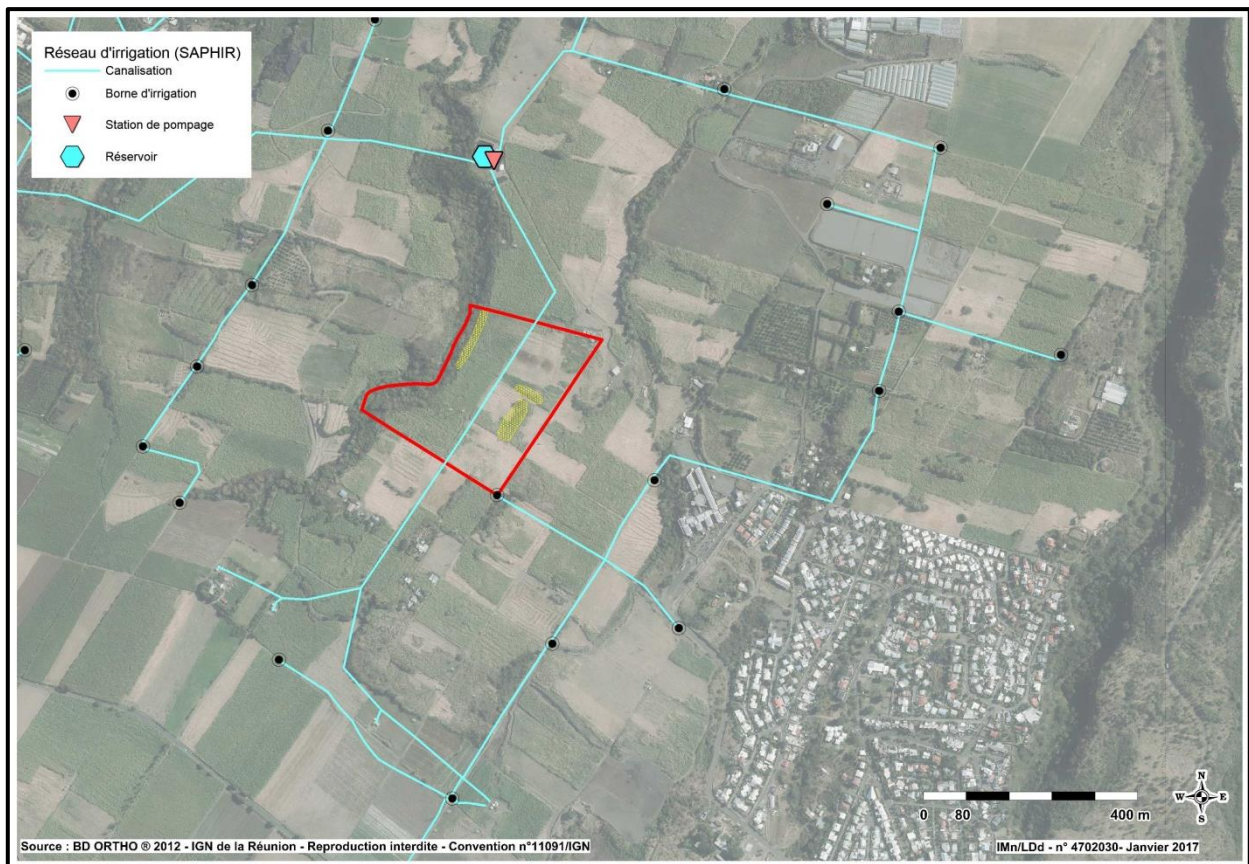 Réseau d'irrigation (SAPHIR)
Canalisation
Borne d'irrigation
Station de pompage
Réservoir
N
W E
S
0 80 400 m
Source : BD ORTHO ® 2012 - IGN de la Réunion - Reproduction interdite - Convention n°11091/IGN
IMn/LDd - n° 4702030- Janvier 2017